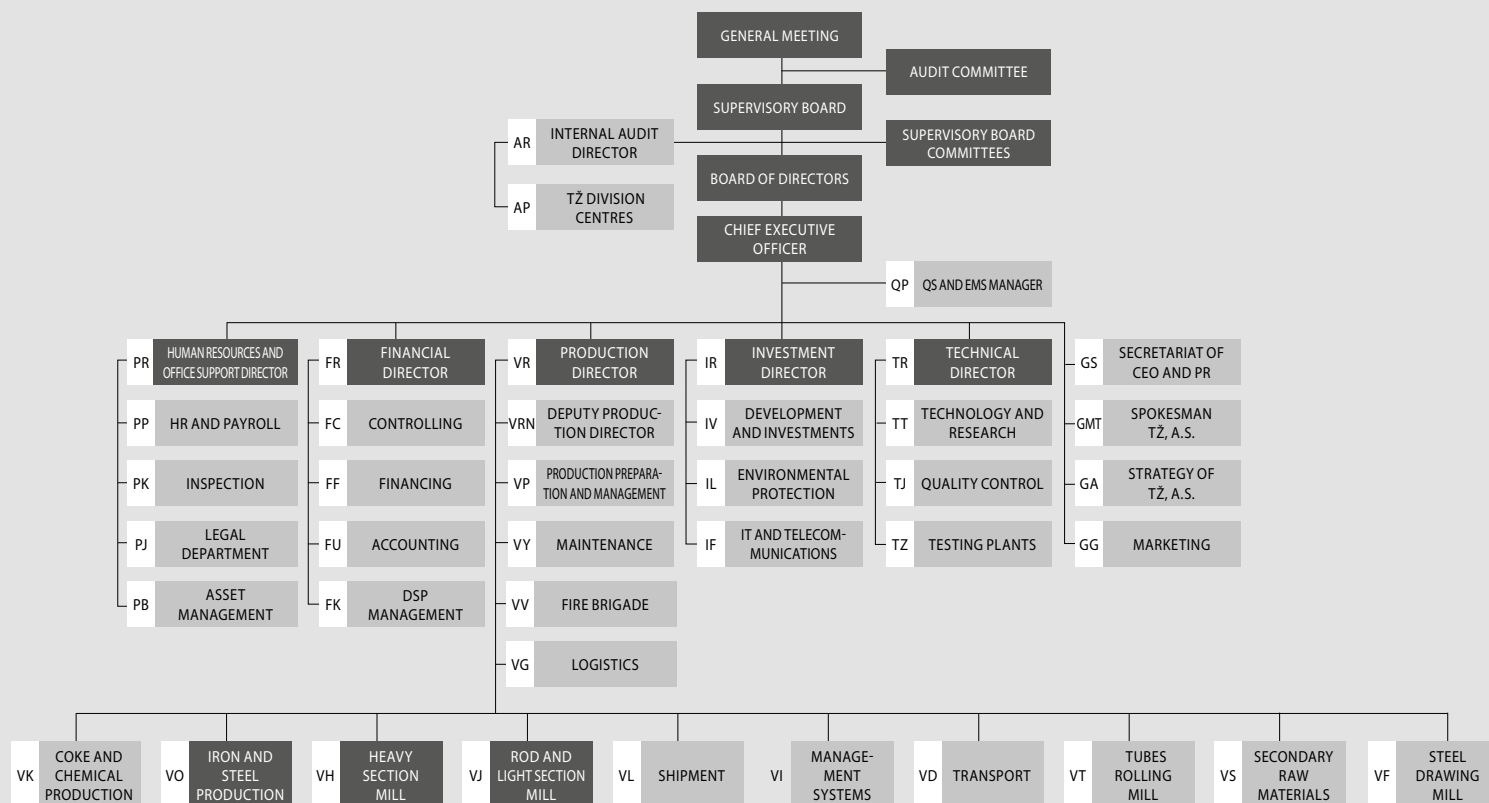 GENERAL MEETING
AUDIT COMMITTEE
SUPERVISORY BOARD
AR
INTERNAL AUDIT
DIRECTOR
SUPERVISORY BOARD
COMMITTEES
BOARD OF DIRECTORS
AP
TŽ DIVISION
CENTRES
CHIEF EXECUTIVE
OFFICER
QP
QS AND EMS MANAGER
PR
HUMAN RESOURCES AND
OFFICE SUPPORT DIRECTOR
FR
FINANCIAL
DIRECTOR
VR
PRODUCTION
DIRECTOR
IR
INVESTMENT
DIRECTOR
TR
TECHNICAL
DIRECTOR
GS
SECRETARIAT OF
CEO AND PR
PP
HR AND PAYROLL
FC
CONTROLLING
VRN
DEPUTY PRODUC-
TION DIRECTOR
IV
DEVELOPMENT
AND INVESTMENTS
TT
TECHNOLOGY AND
RESEARCH
GMT
SPOKESMAN
TŽ, A.S.
PK
INSPECTION
FF
FINANCING
VP
PRODUCTION PREPARA-
TION AND MANAGEMENT
IL
ENVIRONMENTAL
PROTECTION
TJ
QUALITY CONTROL
GA
STRATEGY OF
TŽ, A.S.
PJ
LEGAL
DEPARTMENT
FU
ACCOUNTING
VY
MAINTENANCE
IF
IT AND TELECOM-
MUNICATIONS
TZ
TESTING PLANTS
GG
MARKETING
PB
ASSET
MANAGEMENT
FK
DSP
MANAGEMENT
VV
FIRE BRIGADE
VG
LOGISTICS
VK
COKE AND
CHEMICAL
PRODUCTION
VO
IRON AND
STEEL
PRODUCTION
VH
HEAVY
SECTION
MILL
VJ
ROD AND
LIGHT SECTION
MILL
VL
SHIPMENT
VI
MANAGE-
MENT
SYSTEMS
VD
TRANSPORT
VT
TUBES
ROLLING
MILL
VS
SECONDARY
RAW
MATERIALS
VF
STEEL
DRAWING
MILL